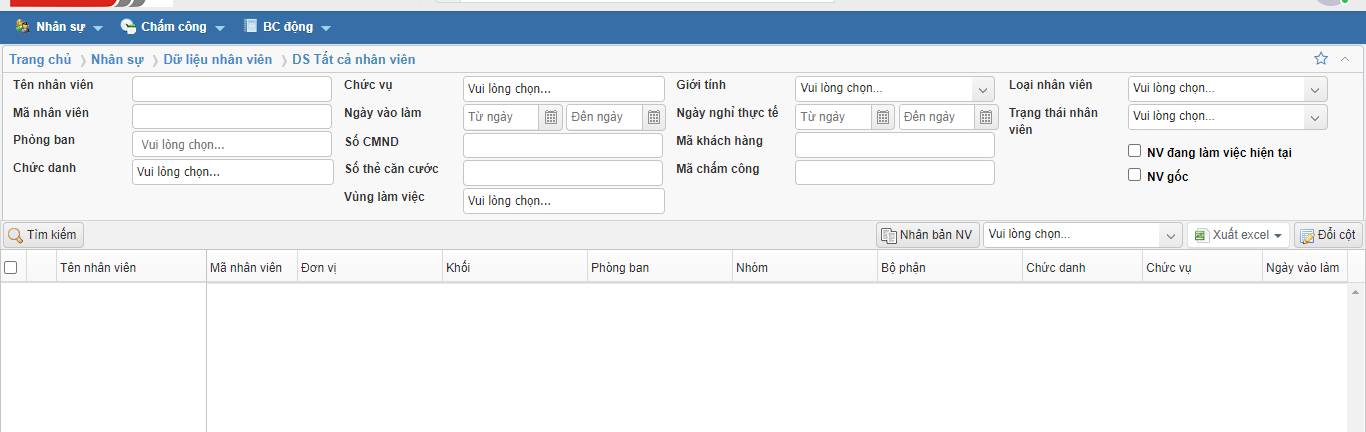 Nhân sự Chấm công BC động
Trang chủ Nhân sự Dữ liệu nhân viên DS Tất cả nhân viên
Tên nhân viên Chức vụ Vui lòng chọn... Giới tính Vui lòng chọn... Loại nhân viên Vui lòng chọn...
Mã nhân viên Ngày vào làm Từ ngày Đến ngày Ngày nghỉ thực tế Từ ngày Đến ngày Trạng thái nhân viên Vui lòng chọn...
Phòng ban Vui lòng chọn... Số CMND Mã khách hàng NV đang làm việc hiện tại
Chức danh Vui lòng chọn... Số thẻ căn cước Mã chấm công NV gốc
Vùng làm việc Vui lòng chọn...
Tìm kiếm Nhân bản NV Vui lòng chọn... Xuất excel Đổi cột
Tên nhân viên Mã nhân viên Đơn vị Khối Phòng ban Nhóm Bộ phận Chức danh Chức vụ Ngày vào làm